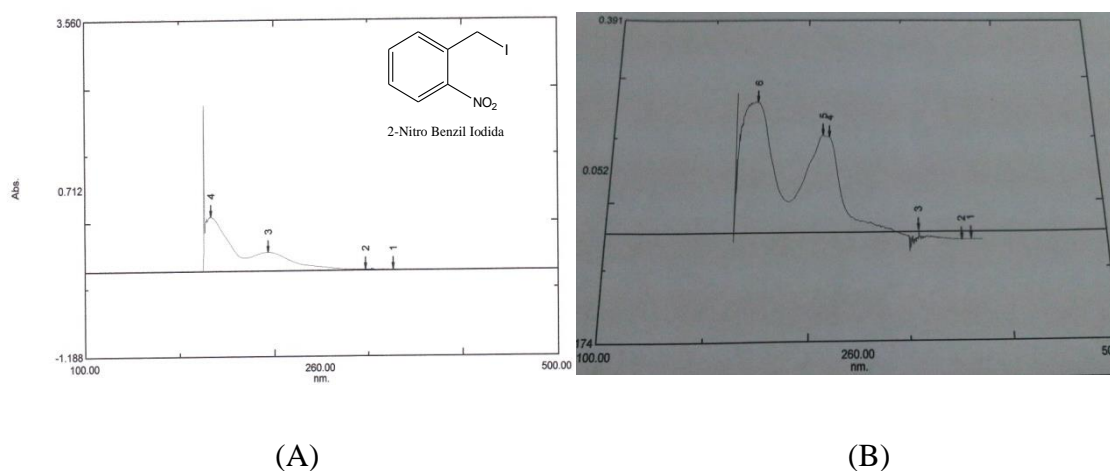 3.560
I
NO2
2-Nitro Benzil Iodida
Abs.
0.712
4
3
2
1
-1.188
100.00
260.00
500.00
nm.
0.391
6
5
4
0.052
3
2
1
174
100.00
260.00
50
nm.
(A)
(B)